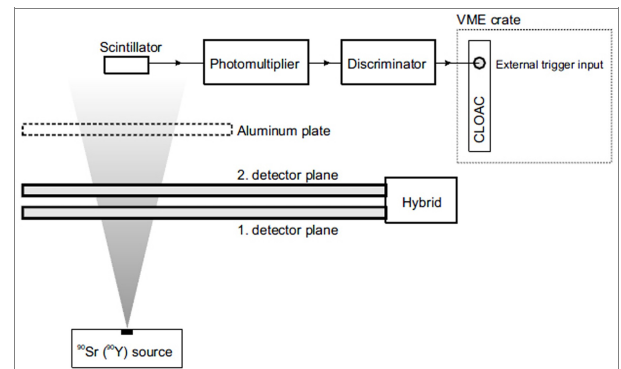 VME crate
Scintillator
Photomultiplier
Discriminator
External trigger input
CLOAC
Aluminum plate
2. detector plane
Hybrid
1. detector plane
⁹⁰Sr (⁹⁰Y) source